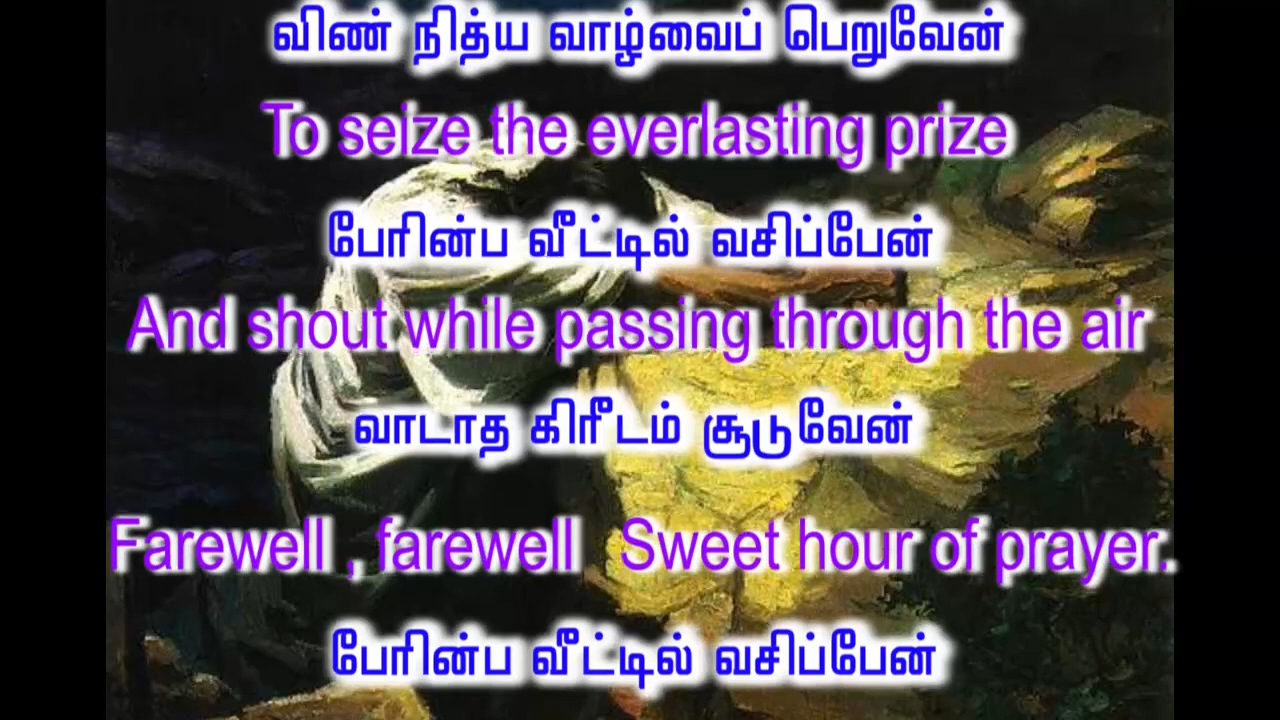 விண் நித்ய வாழ்வைப் பெறுவேன்
To seize the everlasting prize
பேரின்ப வீட்டில் வசிப்பேன்
And shout while passing through the air
வாடாத கிரீடம் சூடுவேன்
Farewell , farewell Sweet hour of prayer.
பேரின்ப வீட்டில் வசிப்பேன்